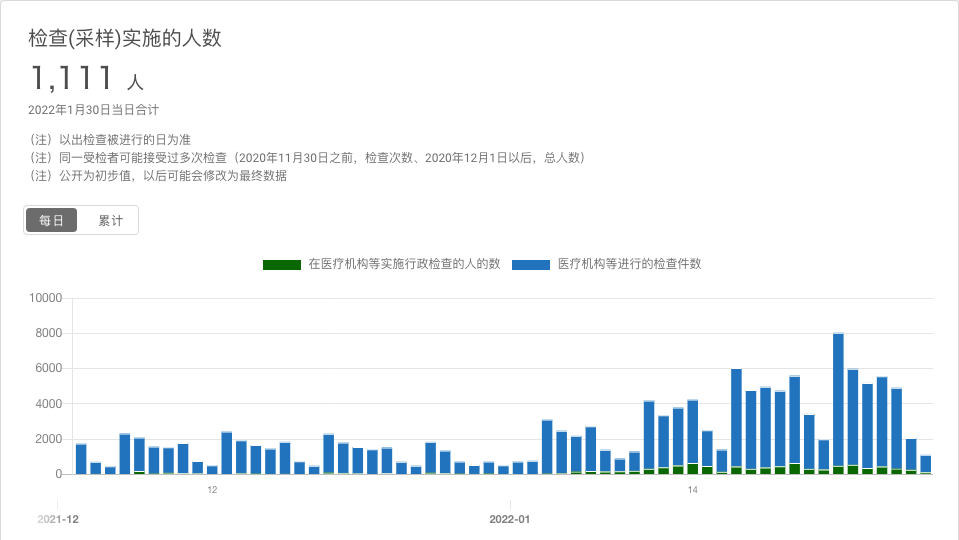 检查(采样)实施的人数
1,111 人
2022年1月30日当日合计
（注）以出检查被进行的日为准
（注）同一受检者可能接受过多次检查（2020年11月30日之前，检查次数、2020年12月1日以后，总人数）
（注）公开为初步值，以后可能会修改为最终数据
每日 累计
在医疗机构等实施行政检查的人的数 医疗机构等进行的检查件数
10000
8000
6000
4000
2000
0
12 14
2021-12 2022-01